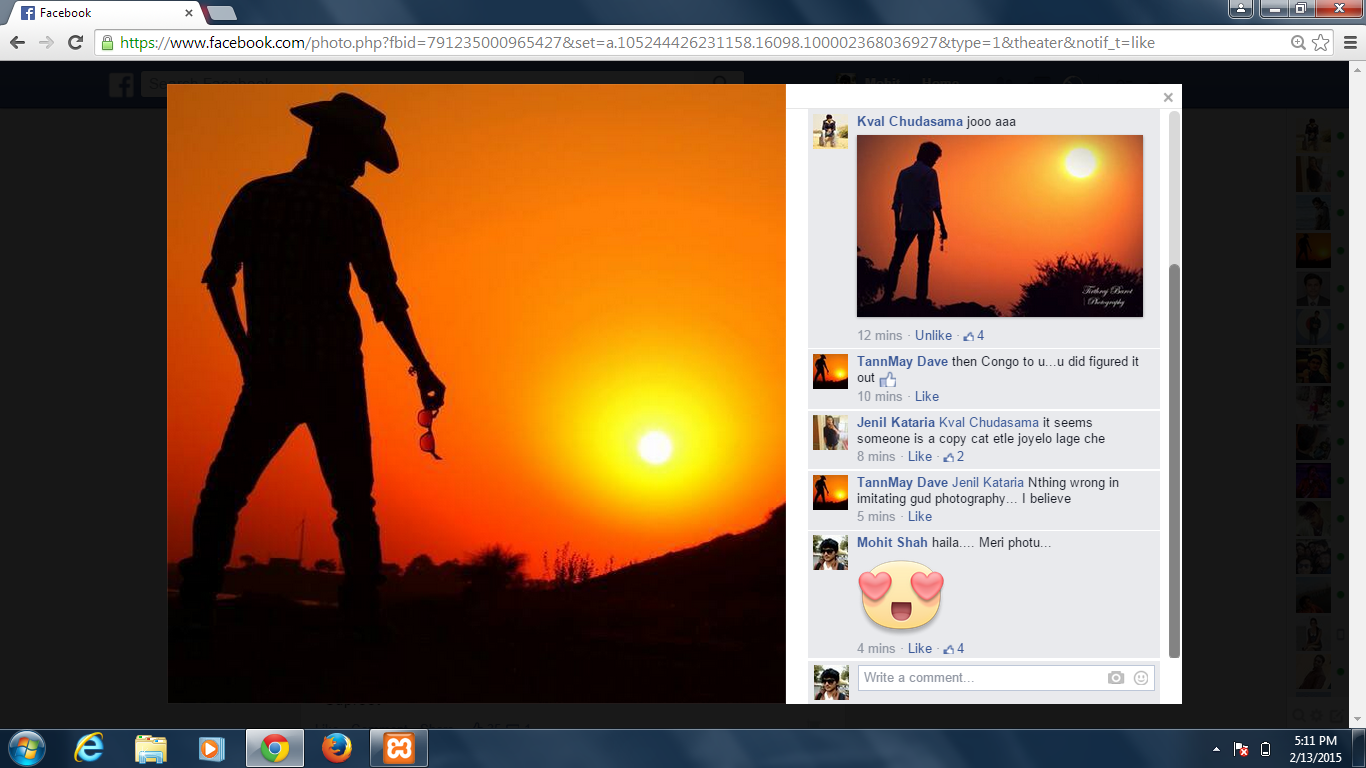 Facebook
https://www.facebook.com/photo.php?fbid=791235000965427&set=a.105244426231158.16098.100002368036927&type=1&theater&notif_t=like
Search Facebook
Mohit Home
Kval Chudasama jooo aaa
Tirthraj Barot
Photography
12 mins · Unlike · 4
TannMay Dave then Congo to u...u did figured it
out
10 mins · Like
Jenil Kataria Kval Chudasama it seems
someone is a copy cat etle joyelo lage che
8 mins · Like · 2
TannMay Dave Jenil Kataria Nthing wrong in
imitating gud photography... I believe
5 mins · Like
Mohit Shah haila.... Meri photu...
4 mins · Like · 4
Write a comment...
5:11 PM
2/13/2015